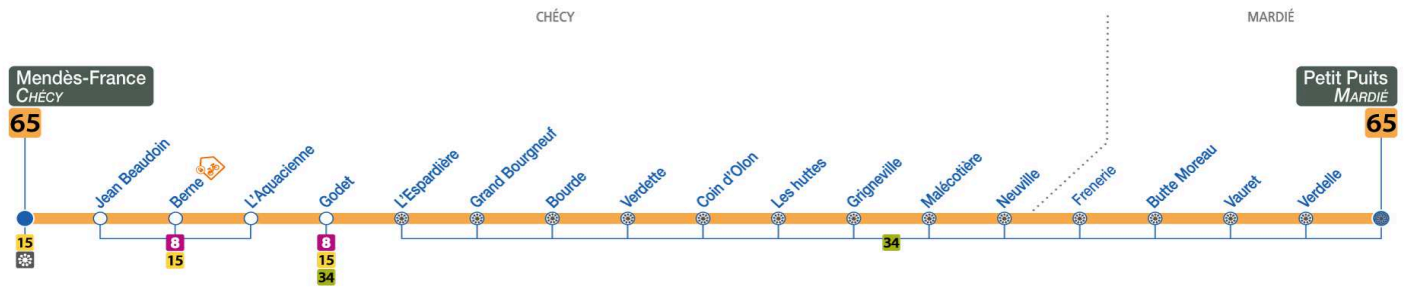 CHÉCY
MARDIÉ
Mendès-France
CHÉCY
65
Petit Puits
MARDIÉ
65
Jean Beaudoin
Berne
L'Aquacienne
Godet
L'Espardière
Grand Bourgneuf
Bourde
Verdette
Coin d'Olon
Les huttes
Grigneville
Malécotière
Neuville
Frenerie
Butte Moreau
Vauret
Verdelle
15
8
15
8
15
34
34